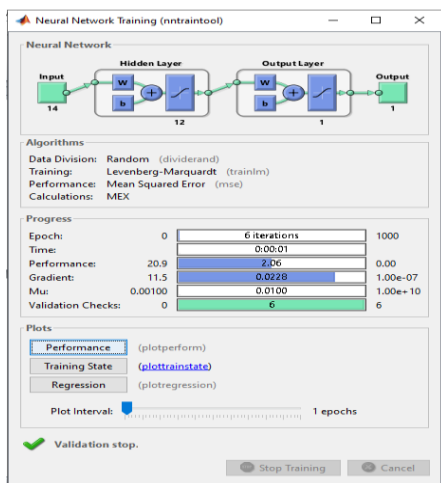 Neural Network Training (nntraintool)
Neural Network
Hidden Layer
Output Layer
Input
Output
W
b
W
b
14
12
1
1
Algorithms
Data Division: Random (dividerand)
Training: Levenberg-Marquardt (trainlm)
Performance: Mean Squared Error (mse)
Calculations: MEX
Progress
Epoch: 0 6 iterations 1000
Time: 0:00:01
Performance: 20.9 2.06 0.00
Gradient: 11.5 0.0228 1.00e-07
Mu: 0.00100 0.0100 1.00e+10
Validation Checks: 0 6 6
Plots
Performance (plotperform)
Training State (plottrainstate)
Regression (plotregression)
Plot Interval: 1 epochs
Validation stop.
Stop Training Cancel